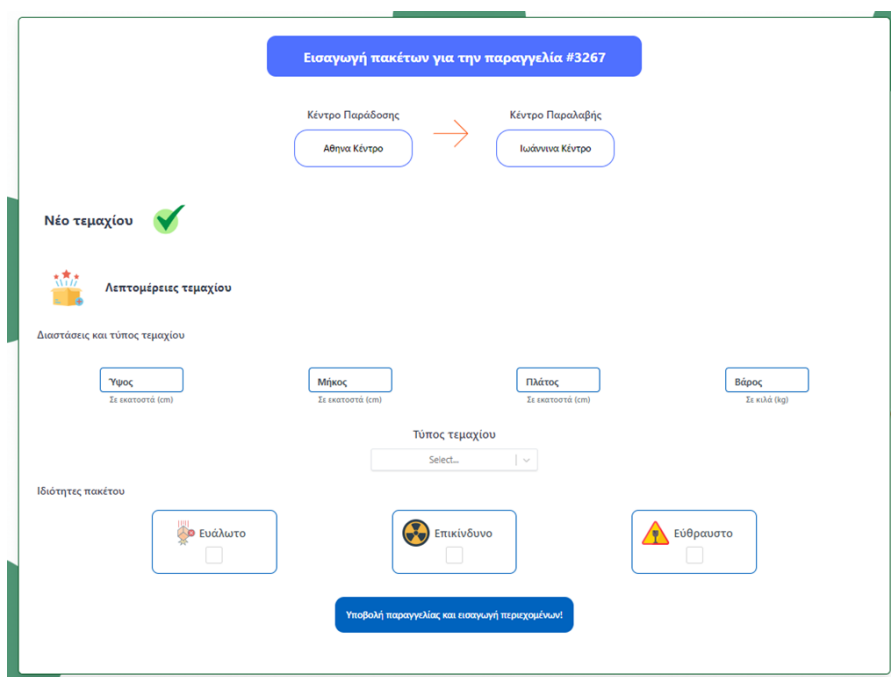 Εισαγωγή πακέτων για την παραγγελία #3267
Κέντρο Παράδοσης
Κέντρο Παραλαβής
Αθηνα Κέντρο
Ιωάννινα Κέντρο
Νέο τεμαχίου
Λεπτομέρειες τεμαχίου
Διαστάσεις και τύπος τεμαχίου
Ύψος
Μήκος
Πλάτος
Βάρος
Σε εκατοστά (cm)
Σε εκατοστά (cm)
Σε εκατοστά (cm)
Σε κιλά (kg)
Τύπος τεμαχίου
Select...
Ιδιότητες πακέτου
Ευάλωτο
Επικίνδυνο
Εύθραυστο
Υποβολή παραγγελίας και εισαγωγή περιεχομένων!